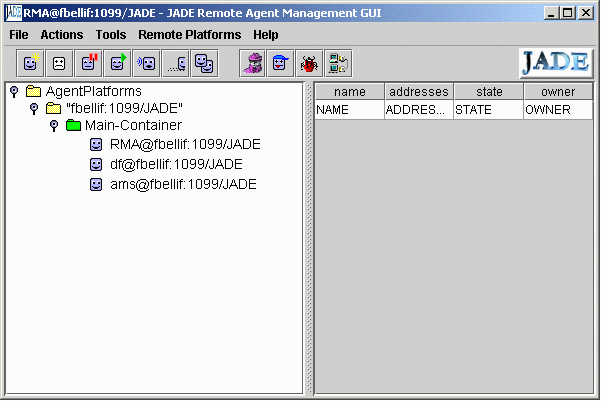 JADE RMA@fbellif:1099/JADE - JADE Remote Agent Management GUI
File Actions Tools Remote Platforms Help
JADE
AgentPlatforms
"fbellif:1099/JADE"
Main-Container
RMA@fbellif:1099/JADE
df@fbellif:1099/JADE
ams@fbellif:1099/JADE
name addresses state owner
NAME ADDRES... STATE OWNER